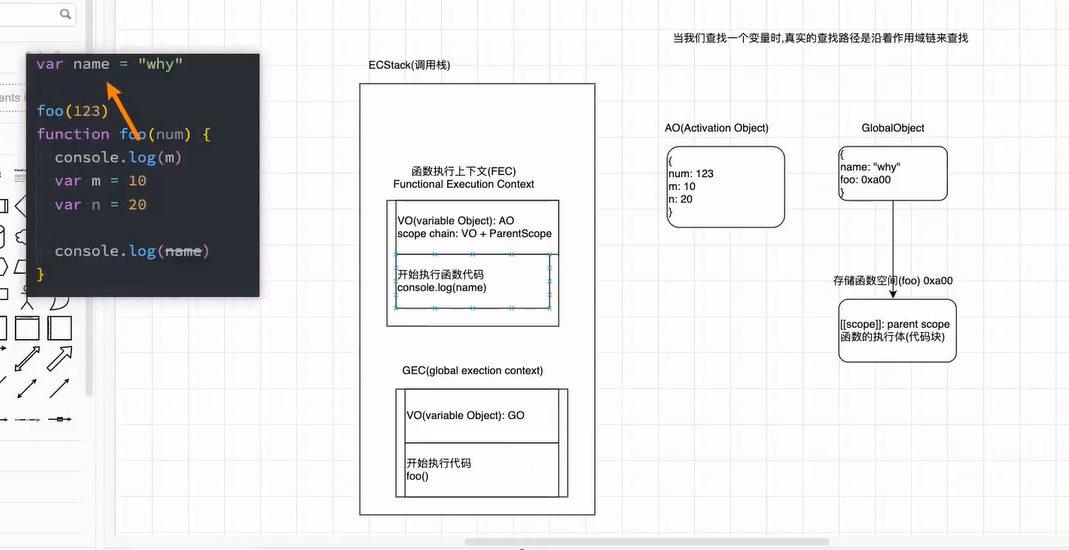 当我们查找一个变量时,真实的查找路径是沿着作用域链来查找
var name = "why"
foo(123)
function foo(num) {
console.log(m)
var m = 10
var n = 20
console.log(name)
}
ECStack(调用栈)
函数执行上下文(FEC)
Functional Execution Context
VO(variable Object): AO
scope chain: VO + ParentScope
开始执行函数代码
console.log(name)
GEC(global exection context)
VO(variable Object): GO
开始执行代码
foo()
AO(Activation Object)
{
num: 123
m: 10
n: 20
}
GlobalObject
{
name: "why"
foo: 0xa00
}
存储函数空间(foo) 0xa00
[[scope]]: parent scope
函数的执行体(代码块)